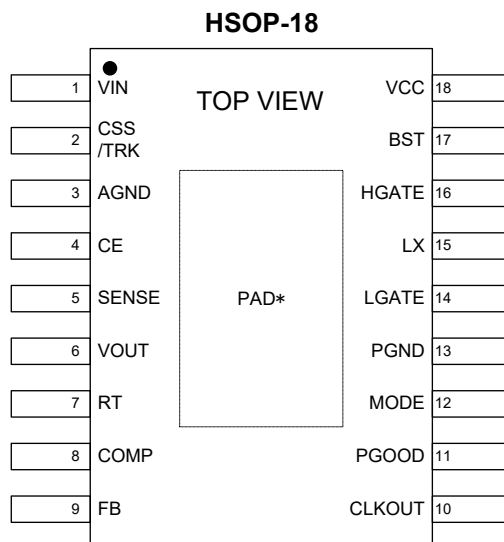 HSOP-18
TOP VIEW
1 VIN
2 CSS
/TRK
3 AGND
4 CE
5 SENSE
6 VOUT
7 RT
8 COMP
9 FB
PAD*
VCC 18
BST 17
HGATE 16
LX 15
LGATE 14
PGND 13
MODE 12
PGOOD 11
CLKOUT 10